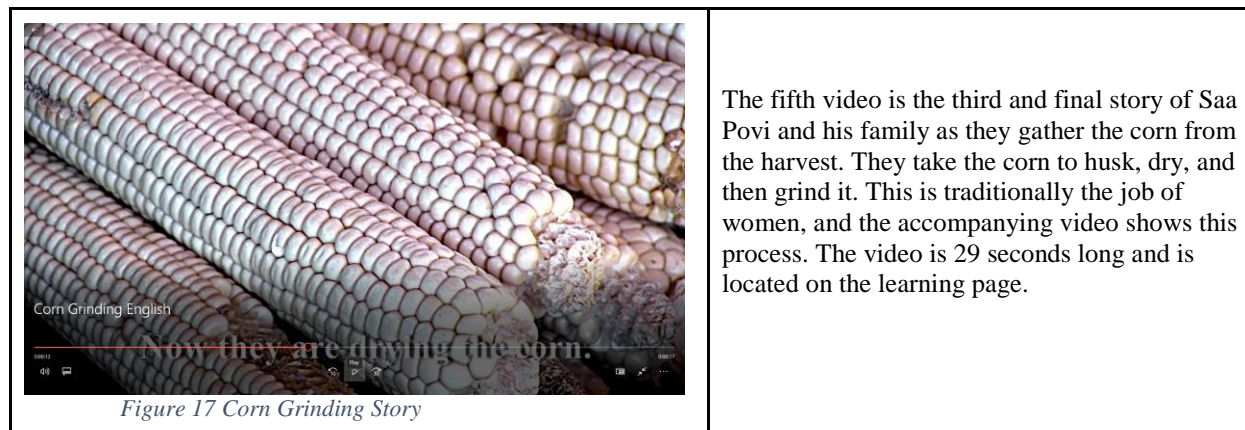 Corn Grinding English
Now they are drying the corn.
0:00:12
Play
0:00:17
Figure 17 Corn Grinding Story
The fifth video is the third and final story of Saa
Povi and his family as they gather the corn from
the harvest. They take the corn to husk, dry, and
then grind it. This is traditionally the job of
women, and the accompanying video shows this
process. The video is 29 seconds long and is
located on the learning page.